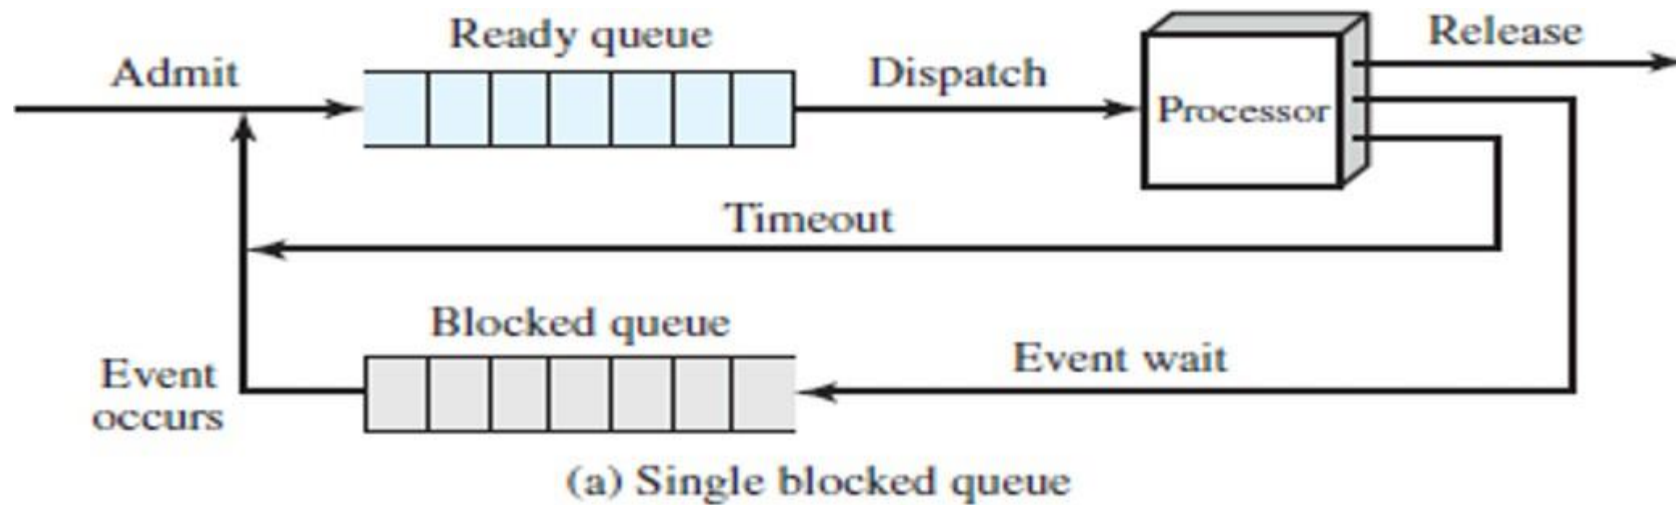 Ready queue
Admit
Dispatch
Release
Processor
Timeout
Blocked queue
Event wait
Event
occurs
(a) Single blocked queue